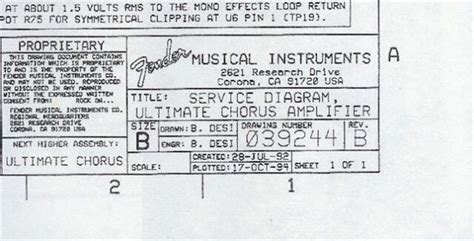 AT ABOUT 1.5 VOLTS RMS TO THE MONO EFFECTS LOOP RETURN
POT R75 FOR SYMMETRICAL CLIPPING AT U6 PIN 1 (TP19).
PROPRIETARY
THIS DRAWING DOCUMENT CONTAINS
INFORMATION WHICH IS PROPRIETARY
TO AND IS THE PROPERTY OF THE
FENDER MUSICAL INSTRUMENTS CO.
AND MAY NOT BE USED, REPRODUCED
OR DISCLOSED IN ANY MANNER
WITHOUT THE EXPRESSED WRITTEN
CONSENT FROM: ROCK ON...
FENDER MUSICAL INSTRUMENTS CO.
REGIONAL HEADQUARTERS
2621 RESEARCH DRIVE
CORONA, CA 91720 USA
NEXT HIGHER ASSEMBLY:
ULTIMATE CHORUS
Fender MUSICAL INSTRUMENTS
2621 Research Drive
Corona, CA 91720 USA
TITLE: SERVICE DIAGRAM,
ULTIMATE CHORUS AMPLIFIER
SIZE
B
DRAWN: B. DESI
ENGR: B. DESI
DRAWING NUMBER
039244
REV.
B
CREATED: 28-JUL-92
SCALE:
PLOTTED: 17-OCT-94
SHEET 1 OF 1
A
2
1